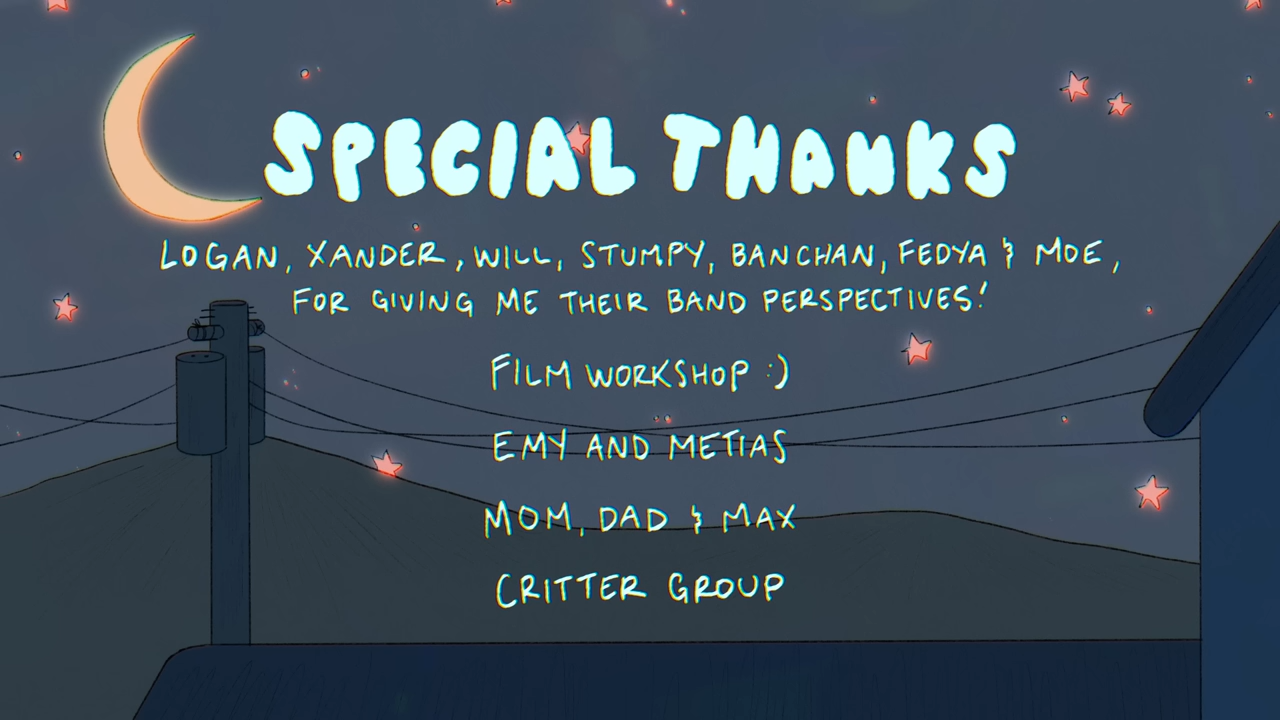 SPECIAL THANKS
LOGAN, XANDER, WILL, STUMPY, BANCHAN, FEDYA & MOE,
FOR GIVING ME THEIR BAND PERSPECTIVES!
FILM WORKSHOP :)
EMY AND METIAS
MOM, DAD & MAX
CRITTER GROUP